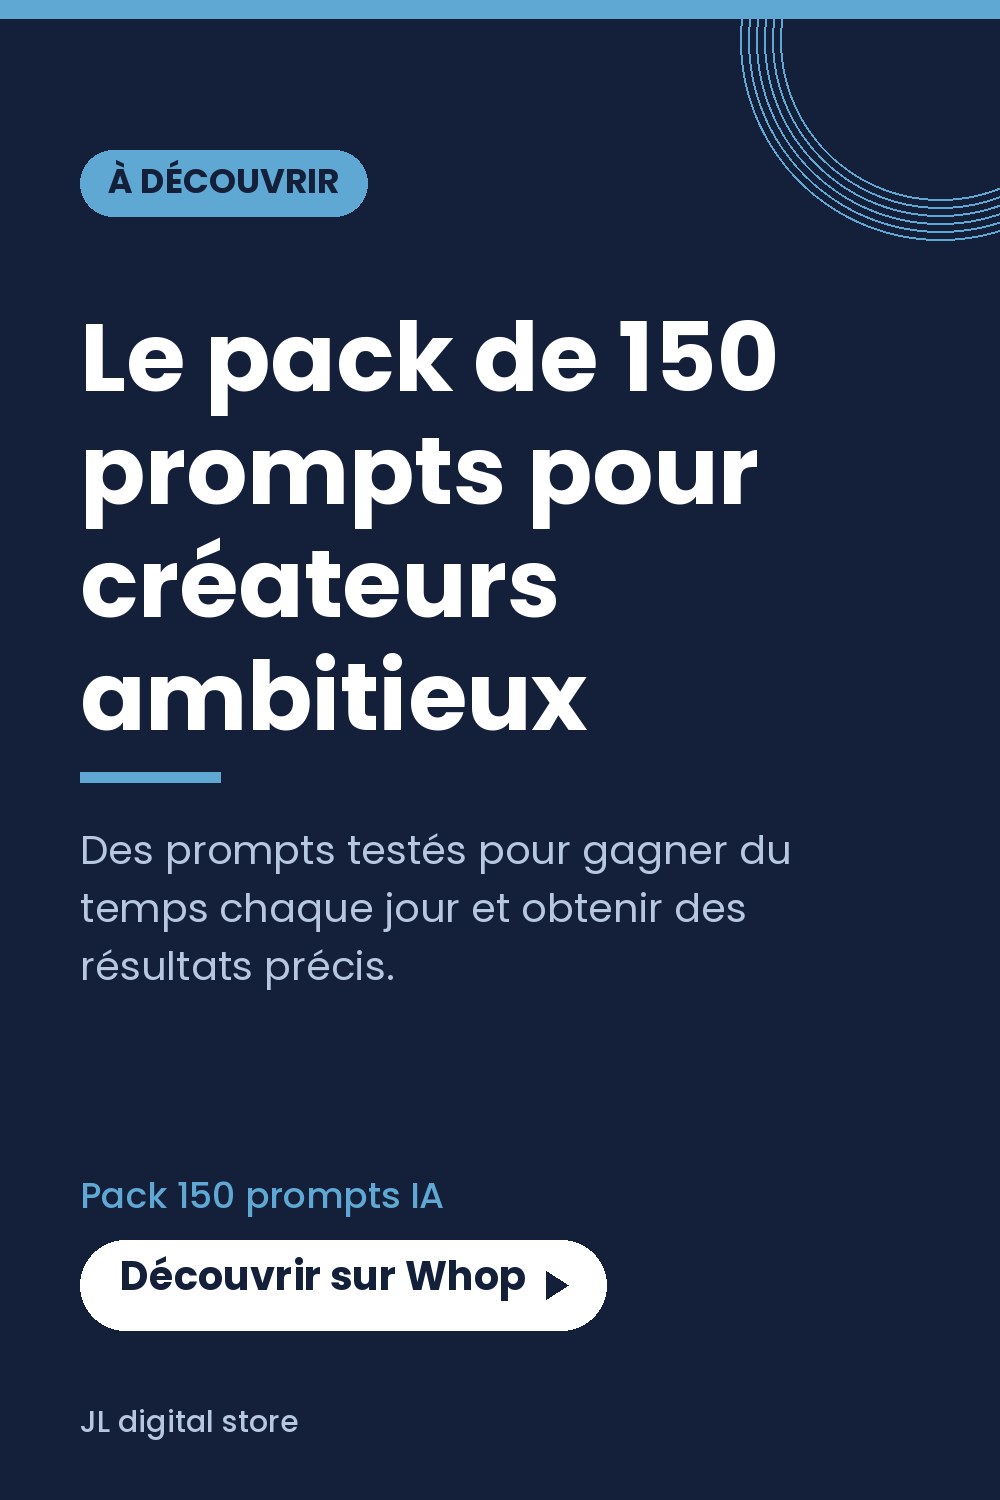 À DÉCOUVRIR
Le pack de 150
prompts pour
créateurs
ambitieux
Des prompts testés pour gagner du
temps chaque jour et obtenir des
résultats précis.
Pack 150 prompts IA
Découvrir sur Whop
JL digital store